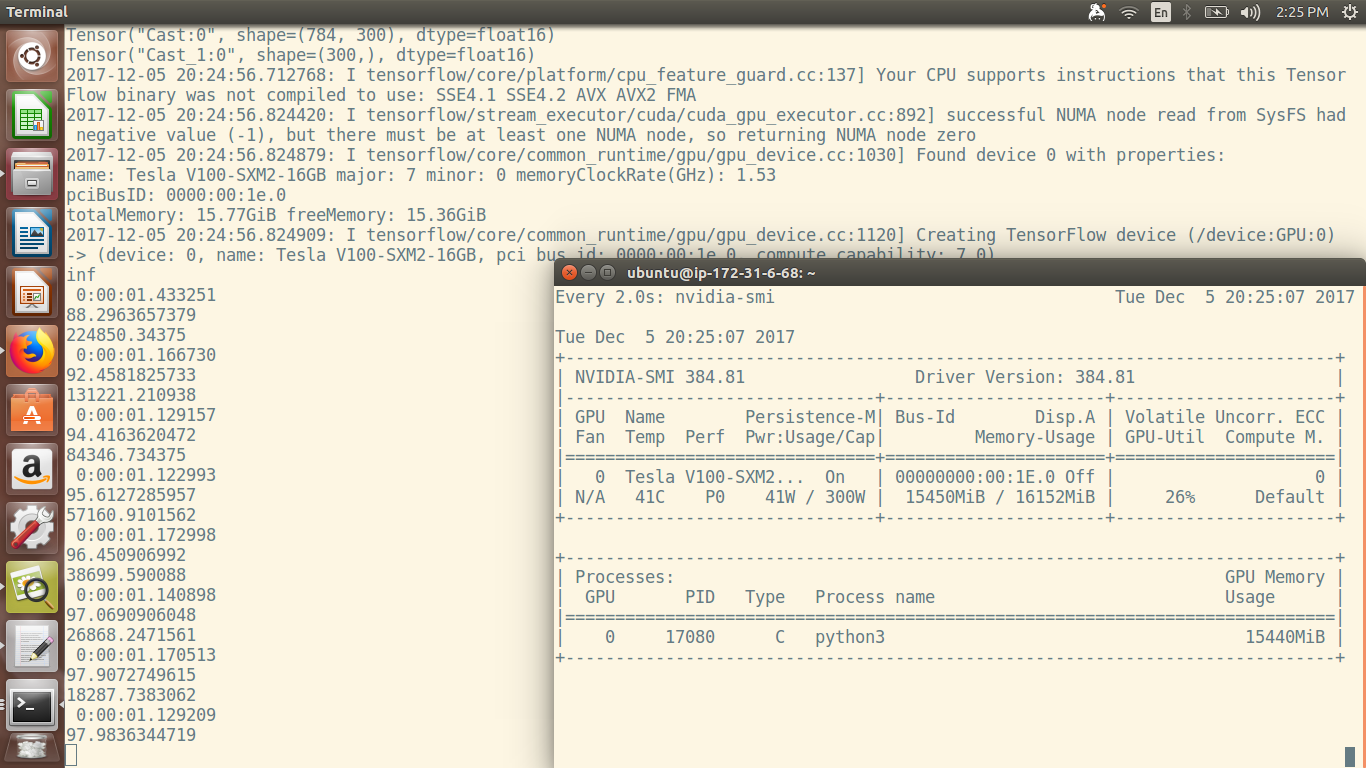 Terminal
En
2:25 PM
Tensor("Cast:0", shape=(784, 300), dtype=float16)
Tensor("Cast_1:0", shape=(300,), dtype=float16)
2017-12-05 20:24:56.712768: I tensorflow/core/platform/cpu_feature_guard.cc:137] Your CPU supports instructions that this Tensor
Flow binary was not compiled to use: SSE4.1 SSE4.2 AVX AVX2 FMA
2017-12-05 20:24:56.824420: I tensorflow/stream_executor/cuda/cuda_gpu_executor.cc:892] successful NUMA node read from SysFS had
negative value (-1), but there must be at least one NUMA node, so returning NUMA node zero
2017-12-05 20:24:56.824879: I tensorflow/core/common_runtime/gpu/gpu_device.cc:1030] Found device 0 with properties:
name: Tesla V100-SXM2-16GB major: 7 minor: 0 memoryClockRate(GHz): 1.53
pciBusID: 0000:00:1e.0
totalMemory: 15.77GiB freeMemory: 15.36GiB
2017-12-05 20:24:56.824909: I tensorflow/core/common_runtime/gpu/gpu_device.cc:1120] Creating TensorFlow device (/device:GPU:0)
-> (device: 0, name: Tesla V100-SXM2-16GB, pci bus id: 0000:00:1e.0, compute capability: 7.0)
inf
0:00:01.433251
88.2963657379
224850.34375
0:00:01.166730
92.4581825733
131221.210938
0:00:01.129157
94.4163620472
84346.734375
0:00:01.122993
95.6127285957
57160.9101562
0:00:01.172998
96.450906992
38699.590088
0:00:01.140898
97.0690906048
26868.2471561
0:00:01.170513
97.9072749615
18287.7383062
0:00:01.129209
97.9836344719
ubuntu@ip-172-31-6-68: ~
Every 2.0s: nvidia-smi Tue Dec  5 20:25:07 2017
Tue Dec  5 20:25:07 2017
+-----------------------------------------------------------------------------+
| NVIDIA-SMI 384.81                 Driver Version: 384.81                    |
|-------------------------------+----------------------+----------------------+
| GPU  Name        Persistence-M| Bus-Id        Disp.A | Volatile Uncorr. ECC |
| Fan  Temp  Perf  Pwr:Usage/Cap|         Memory-Usage | GPU-Util  Compute M. |
|===============================+======================+======================|
|   0  Tesla V100-SXM2...  On   | 00000000:00:1E.0 Off |                    0 |
| N/A   41C    P0    41W / 300W |  15450MiB / 16152MiB |     26%      Default |
+-------------------------------+----------------------+----------------------+
+-----------------------------------------------------------------------------+
| Processes:                                                       GPU Memory |
|  GPU       PID   Type   Process name                             Usage      |
|=============================================================================|
|    0     17080      C   python3                                    15440MiB |
+-----------------------------------------------------------------------------+